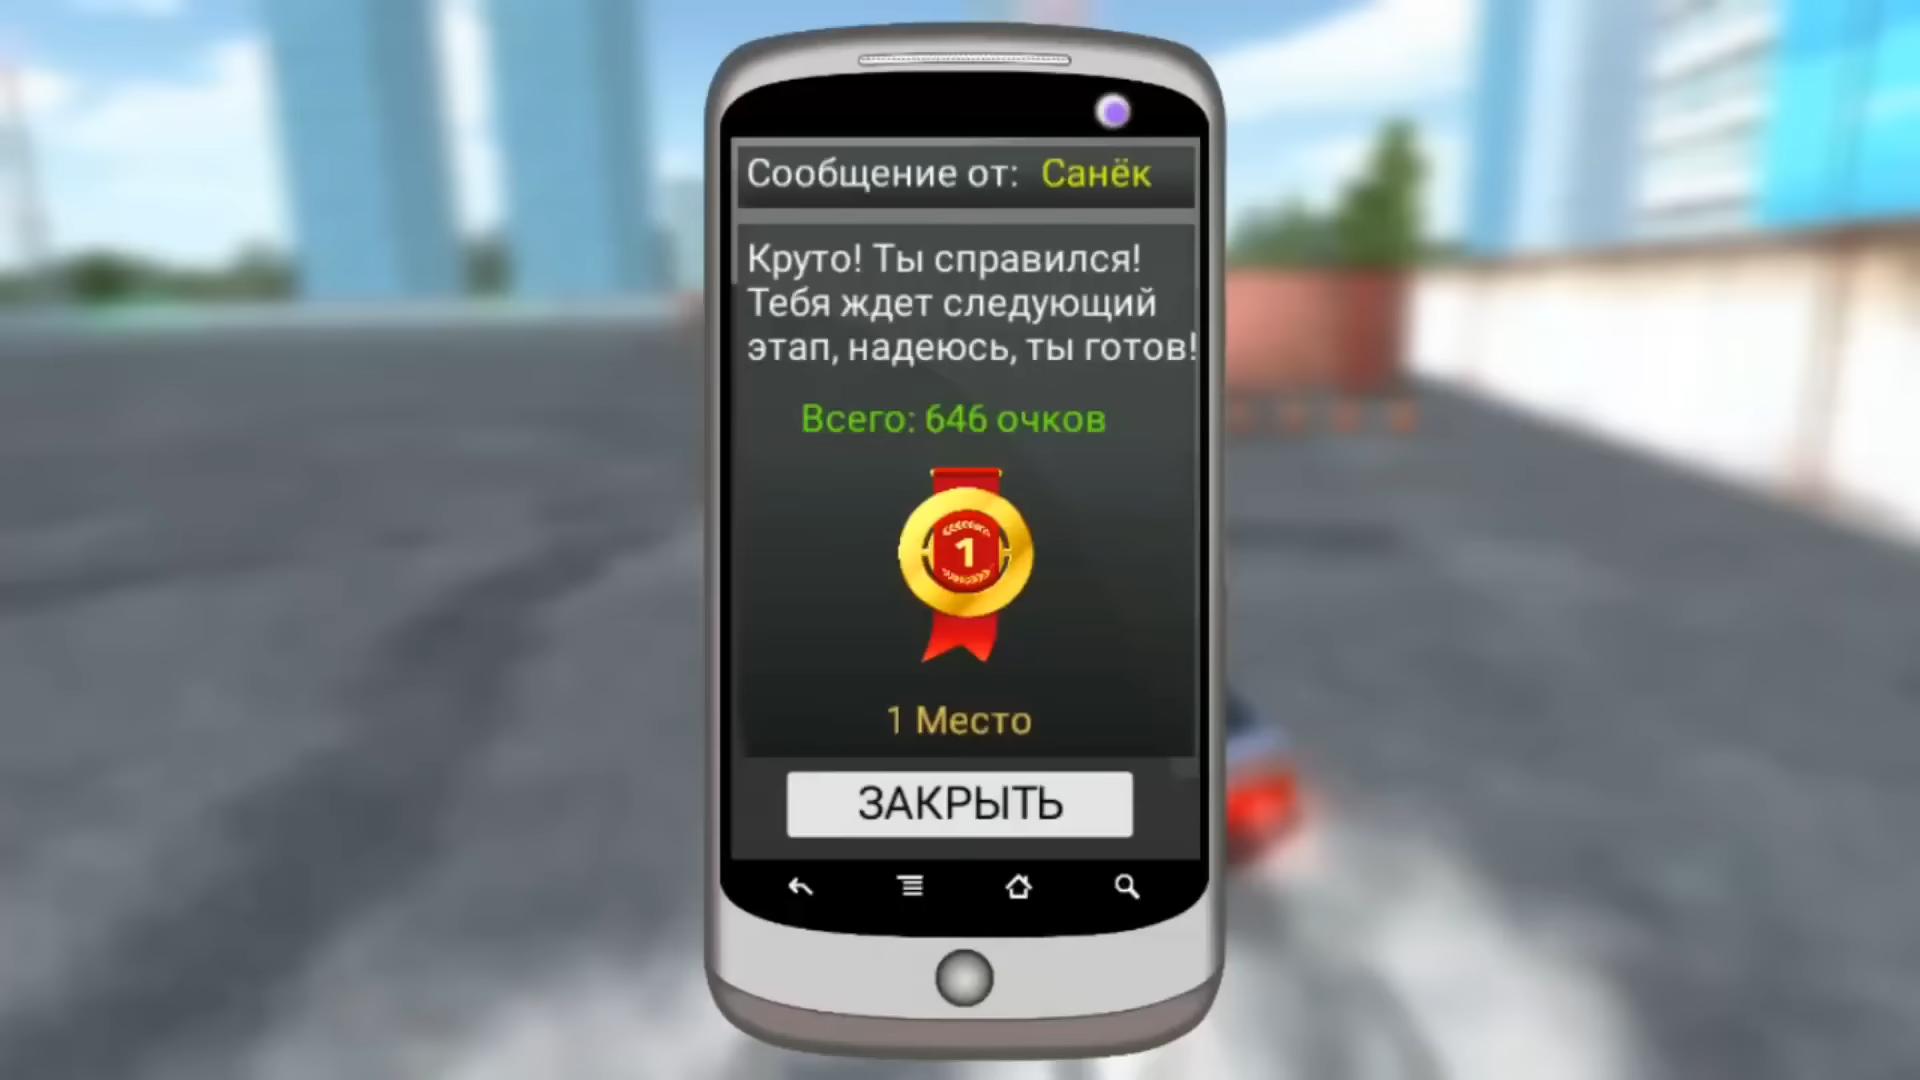 Сообщение от: Санёк
Круто! Ты справился!
Тебя ждет следующий
этап, надеюсь, ты готов!
Всего: 646 очков
1
1 Место
ЗАКРЫТЬ